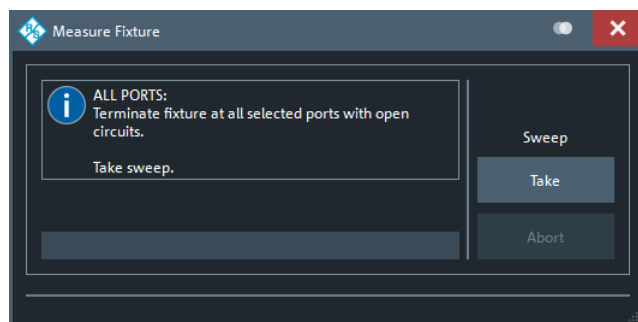 R&S
Measure Fixture
ALL PORTS:
Terminate fixture at all selected ports with open
circuits.
Take sweep.
Sweep
Take
Abort